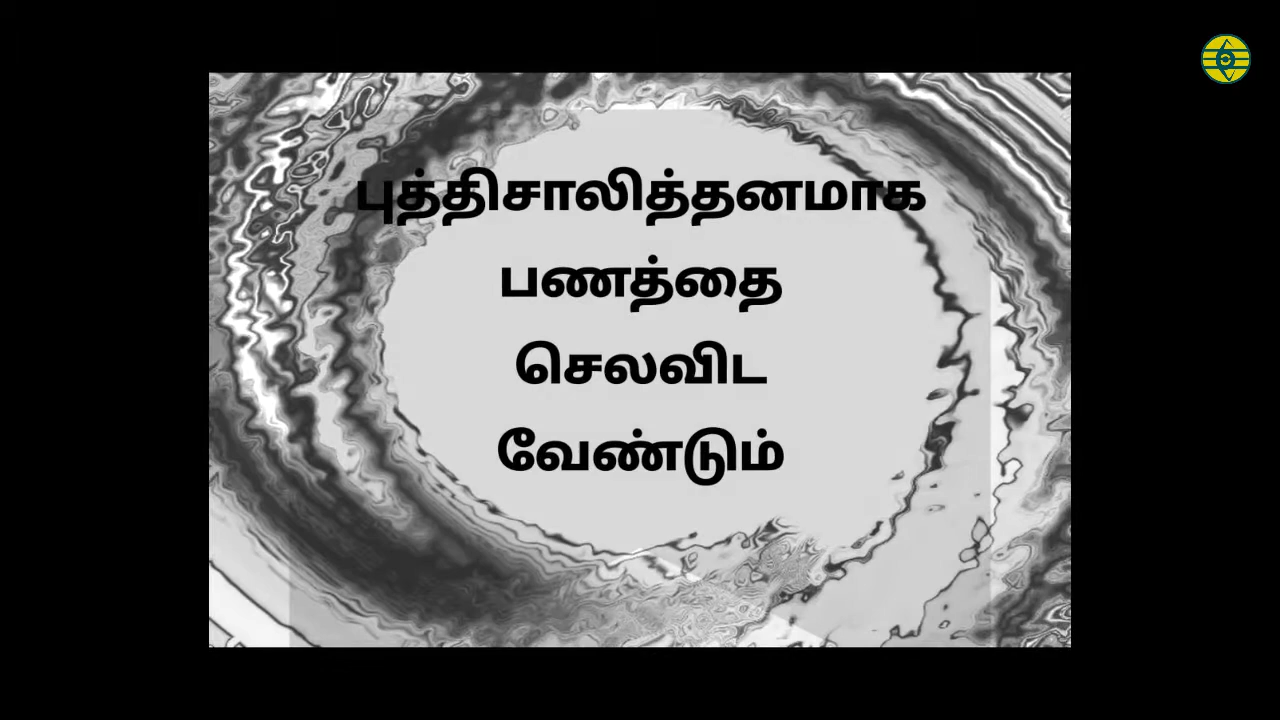 புத்திசாலித்தனமாக
பணத்தை
செலவிட
வேண்டும்